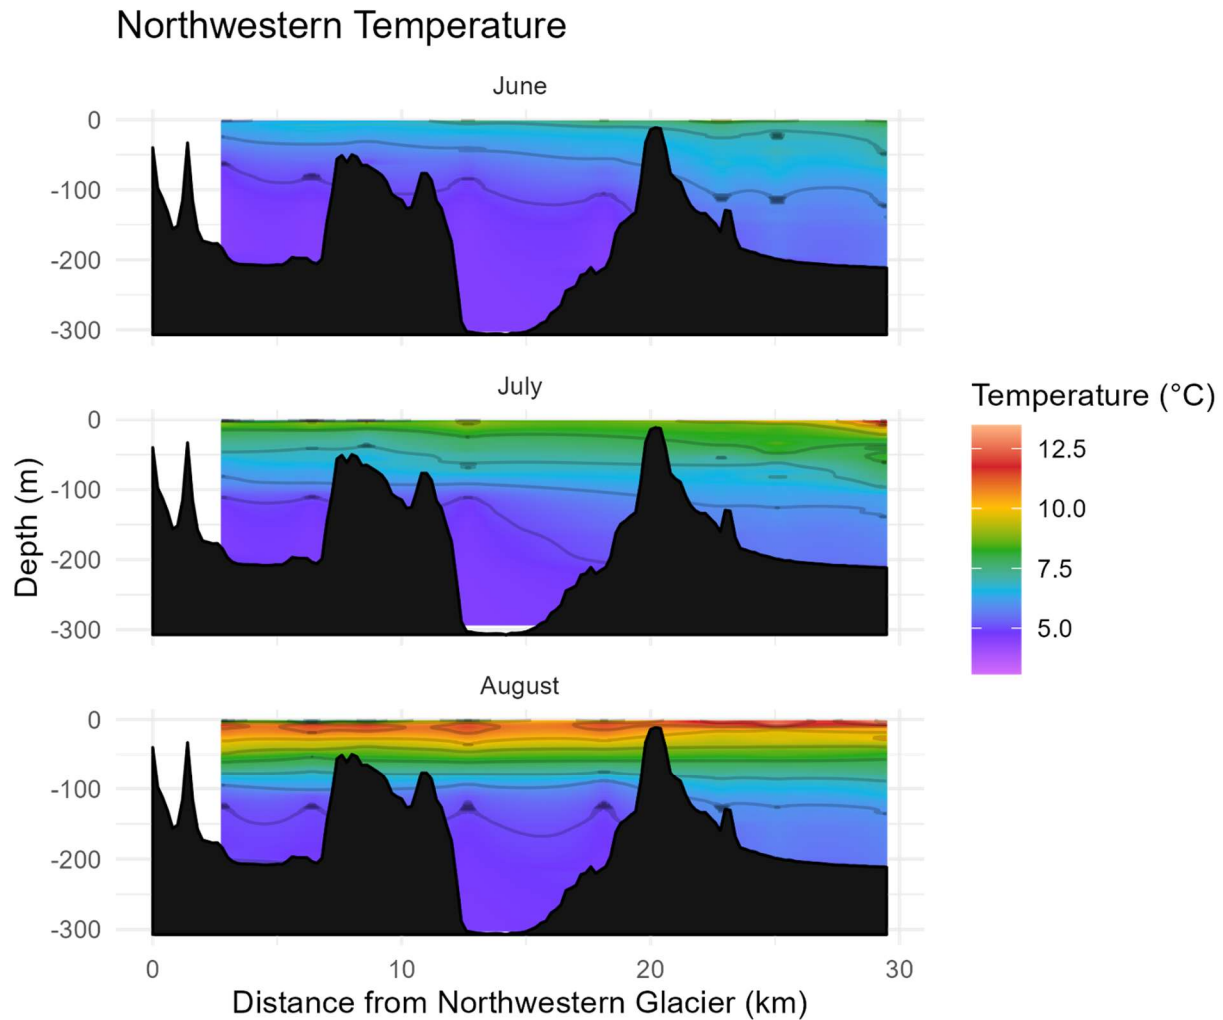 Northwestern Temperature
June
0
-100
-200
-300
July
0
-100
-200
-300
August
0
-100
-200
-300
0 10 20 30
Distance from Northwestern Glacier (km)
Depth (m)
Temperature (°C)
12.5
10.0
7.5
5.0